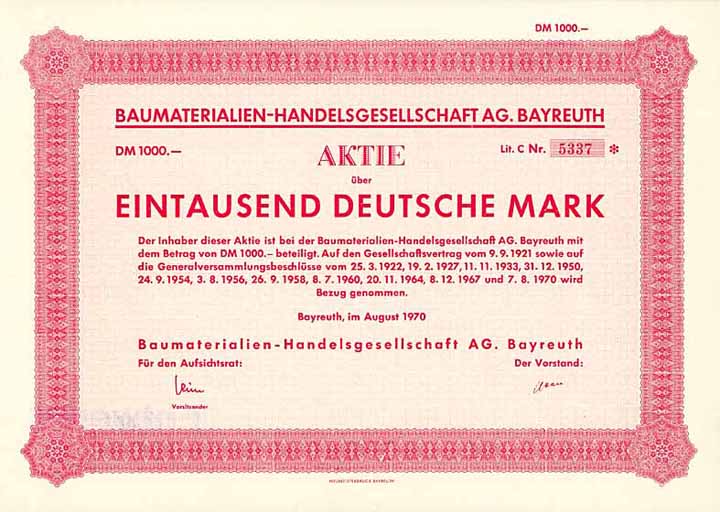 DM 1000.—
BAUMATERIALIEN-HANDELSGESELLSCHAFT AG. BAYREUTH
DM 1000.— AKTIE Lit. C Nr. 5337 *
über
EINTAUSEND DEUTSCHE MARK
Der Inhaber dieser Aktie ist bei der Baumaterialien-Handelsgesellschaft AG. Bayreuth mit
dem Betrag von DM 1000.— beteiligt. Auf den Gesellschaftsvertrag vom 9. 9. 1921 sowie auf
die Generalversammlungsbeschlüsse vom 25. 3. 1922, 19. 2. 1927, 11. 11. 1933, 31. 12. 1950,
24. 9. 1954, 3. 8. 1956, 26. 9. 1958, 8. 7. 1960, 20. 11. 1964, 8. 12. 1967 und 7. 8. 1970 wird
Bezug genommen.
Bayreuth, im August 1970
Baumaterialien-Handelsgesellschaft AG. Bayreuth
Für den Aufsichtsrat: Der Vorstand:
Vorsitzender